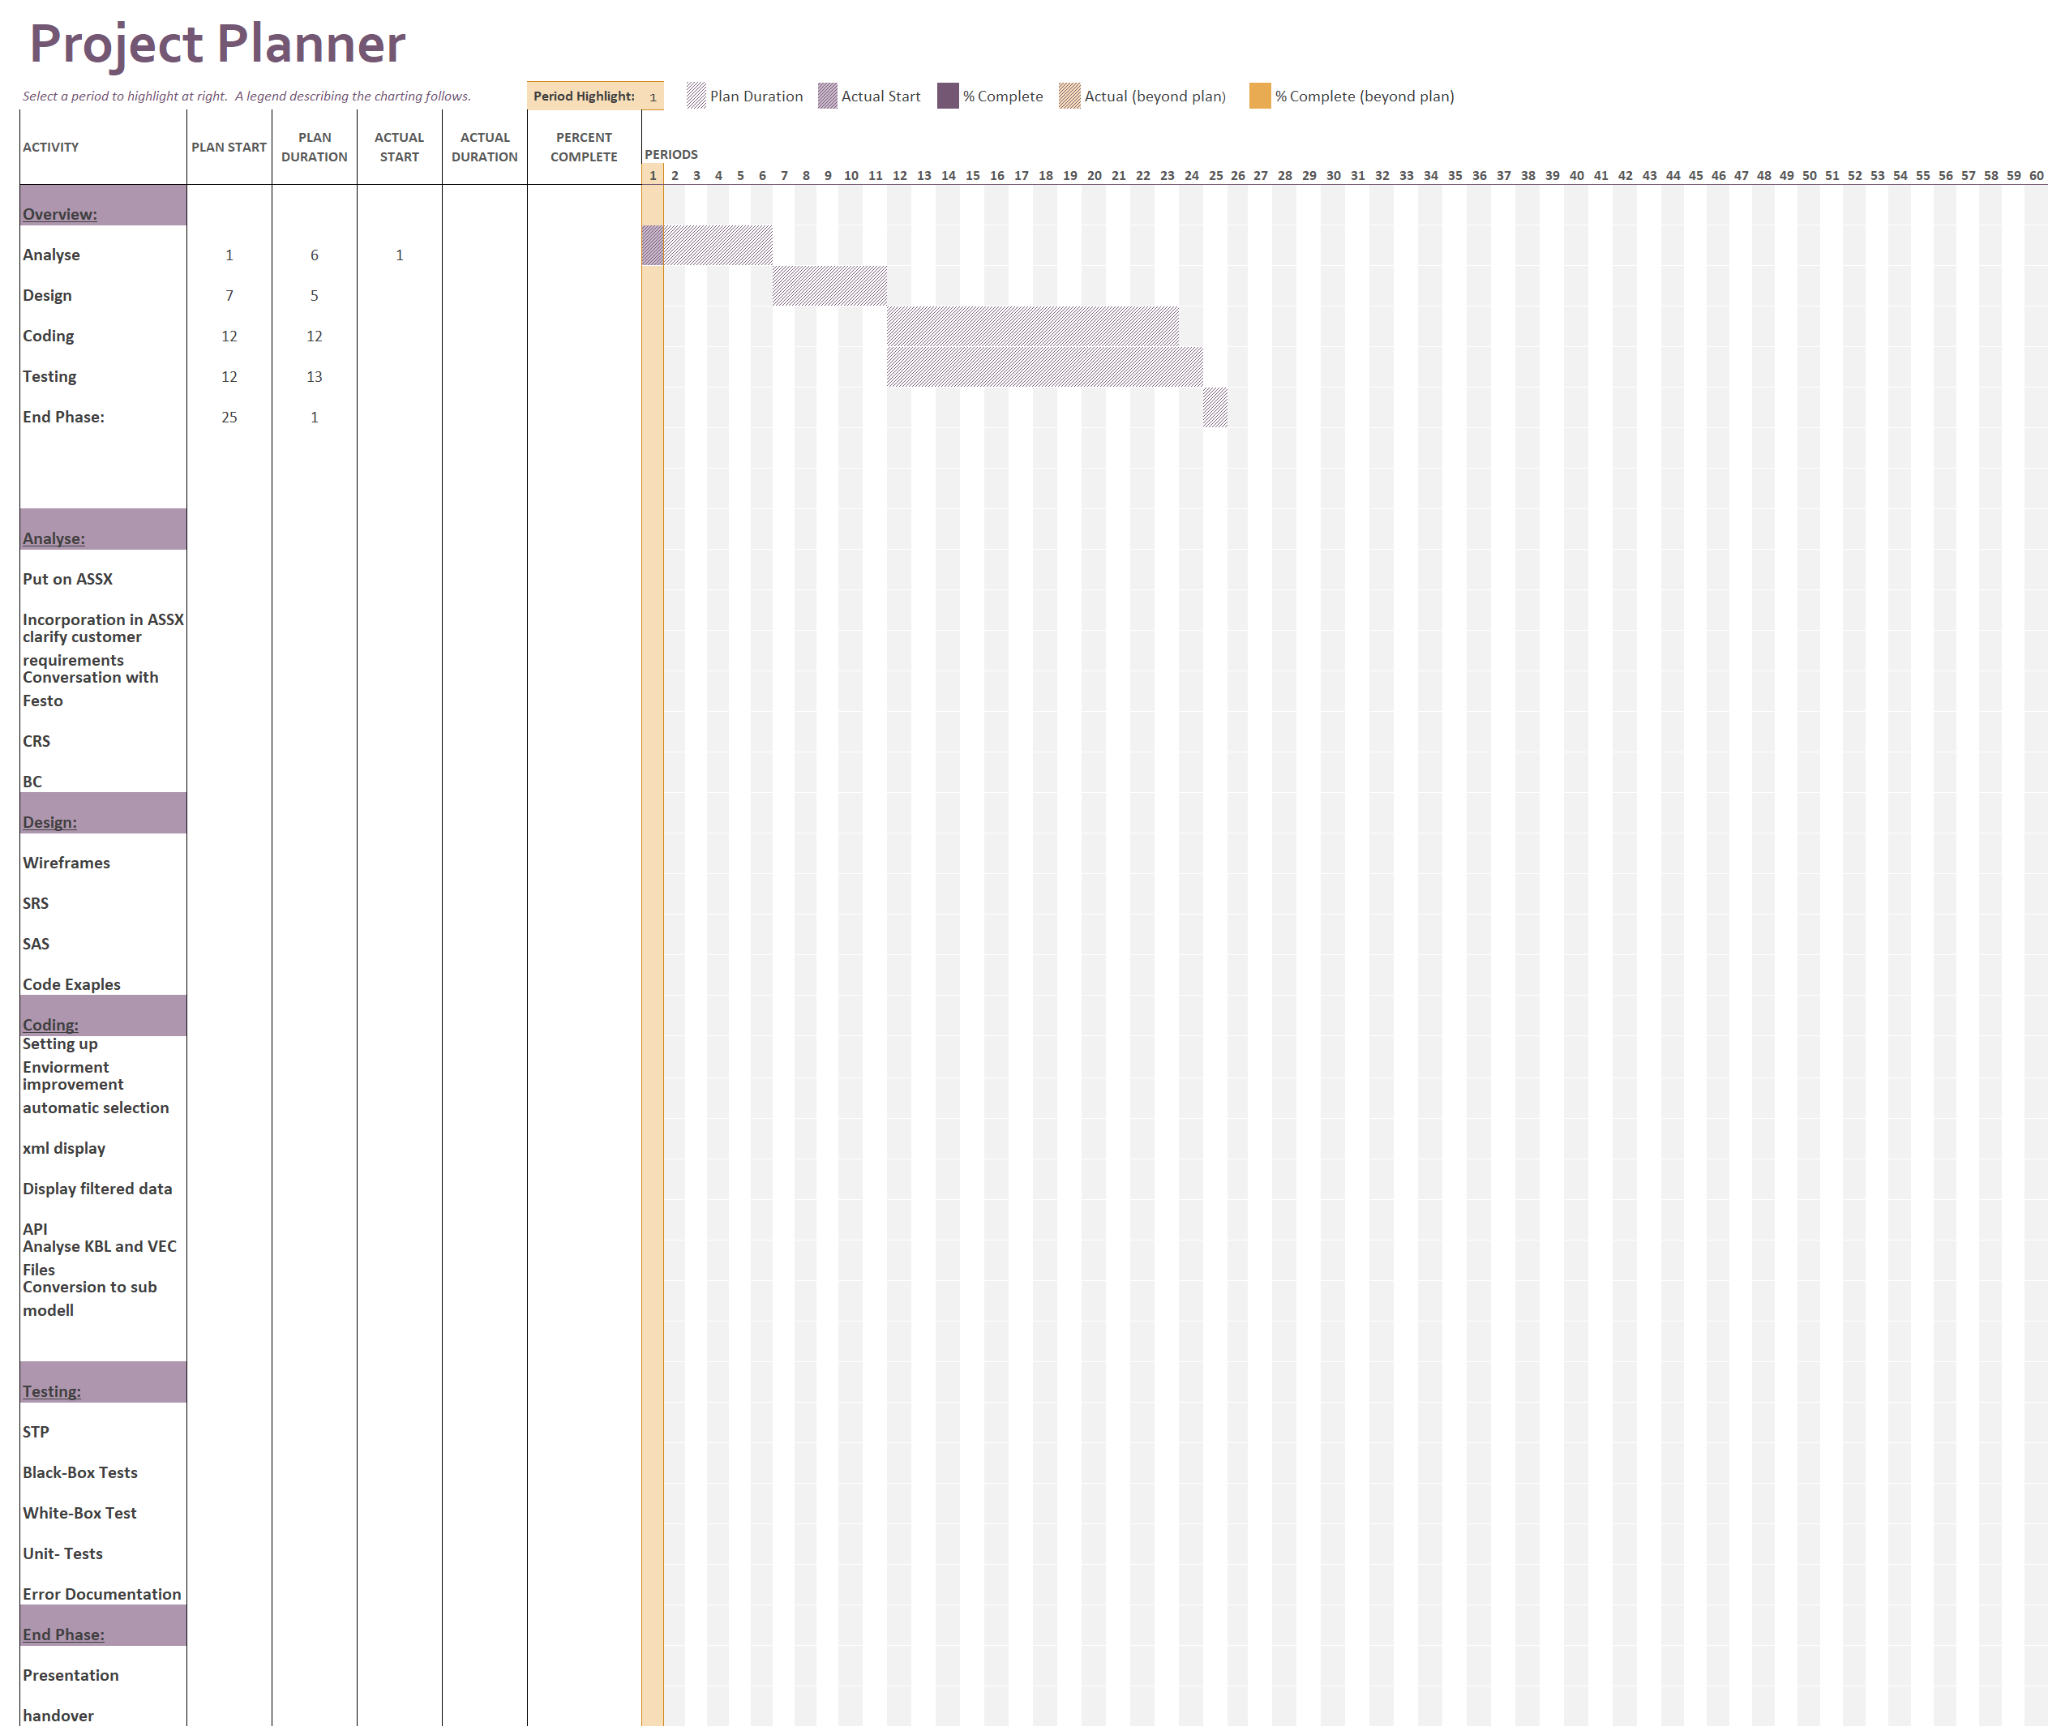 Project Planner
Select a period to highlight at right.  A legend describing the charting follows.
Period Highlight: 1
Plan Duration
Actual Start
% Complete
Actual (beyond plan)
% Complete (beyond plan)
ACTIVITY
PLAN START
PLAN
DURATION
ACTUAL
START
ACTUAL
DURATION
PERCENT
COMPLETE
PERIODS
1 2 3 4 5 6 7 8 9 10 11 12 13 14 15 16 17 18 19 20 21 22 23 24 25 26 27 28 29 30 31 32 33 34 35 36 37 38 39 40 41 42 43 44 45 46 47 48 49 50 51 52 53 54 55 56 57 58 59 60
Overview:
Analyse 1 6 1
Design 7 5
Coding 12 12
Testing 12 13
End Phase: 25 1
Analyse:
Put on ASSX
Incorporation in ASSX
clarify customer
requirements
Conversation with
Festo
CRS
BC
Design:
Wireframes
SRS
SAS
Code Exaples
Coding:
Setting up
Enviorment
improvement
automatic selection
xml display
Display filtered data
API
Analyse KBL and VEC
Files
Conversion to sub
modell
Testing:
STP
Black-Box Tests
White-Box Test
Unit- Tests
Error Documentation
End Phase:
Presentation
handover